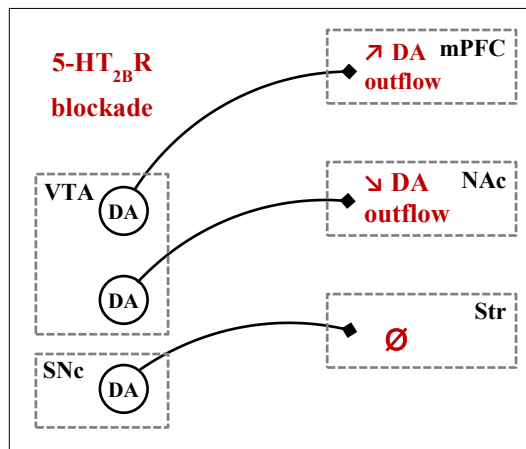 5-HT2BR
blockade
↗ DA mPFC
outflow
VTA
DA
↘ DA NAc
outflow
DA
Str
Ø
SNc
DA